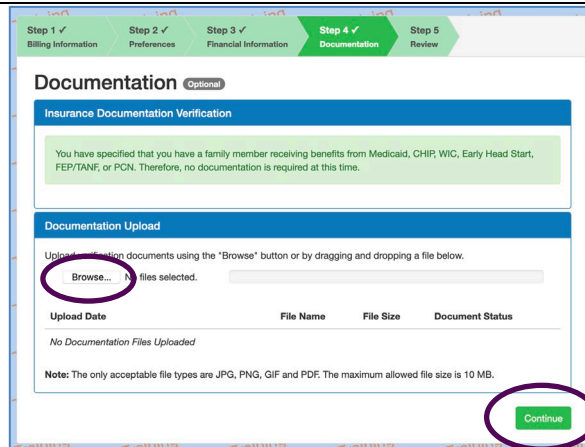 Step 1 ✓ Step 2 ✓ Step 3 ✓ Step 4 ✓ Step 5
Billing Information Preferences Financial Information Documentation Review
Documentation Optional
Insurance Documentation Verification
You have specified that you have a family member receiving benefits from Medicaid, CHIP, WIC, Early Head Start,
FEP/TANF, or PCN. Therefore, no documentation is required at this time.
Documentation Upload
Upload verification documents using the "Browse" button or by dragging and dropping a file below.
Browse... No files selected.
Upload Date File Name File Size Document Status
No Documentation Files Uploaded
Note: The only acceptable file types are JPG, PNG, GIF and PDF. The maximum allowed file size is 10 MB.
Continue